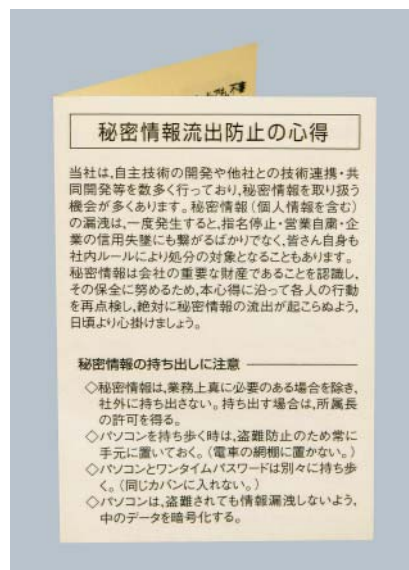 秘密情報流出防止の心得
当社は,自主技術の開発や他社との技術連携・共
同開発等を数多く行っており,秘密情報を取り扱う
機会が多くあります。秘密情報(個人情報を含む)
の漏洩は,一度発生すると,指名停止・営業自粛・企
業の信用失墜にも繋がるばかりでなく,皆さん自身も
社内ルールにより処分の対象となることもあります。
秘密情報は会社の重要な財産であることを認識し,
その保全に努めるため,本心得に沿って各人の行動
を再点検し,絶対に秘密情報の流出が起こらぬよう,
日頃より心掛けましょう。
秘密情報の持ち出しに注意
◇秘密情報は,業務上真に必要のある場合を除き,
社外に持ち出さない。持ち出す場合は,所属長
の許可を得る。
◇パソコンを持ち歩く時は,盗難防止のため常に
手元に置いておく。(電車の網棚に置かない。)
◇パソコンとワンタイムパスワードは別々に持ち歩
く。(同じカバンに入れない。)
◇パソコンは,盗難されても情報漏洩しないよう,
中のデータを暗号化する。